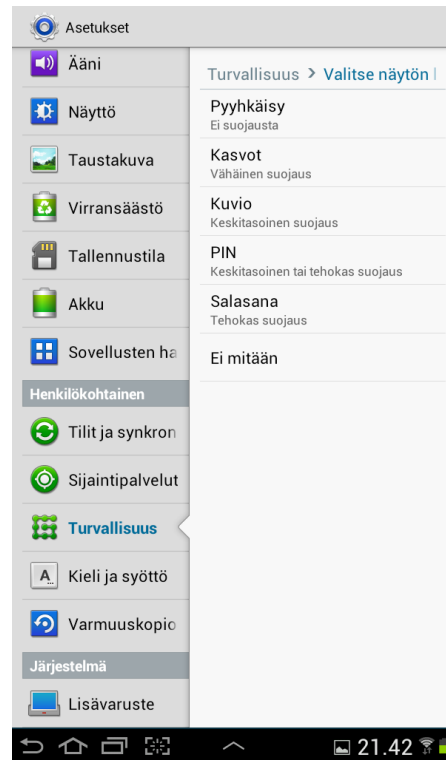 Asetukset
Ääni
Näyttö
Taustakuva
Virransäästö
Tallennustila
Akku
Sovellusten ha
Henkilökohtainen
Tilit ja synkron
Sijaintipalvelut
Turvallisuus
Kieli ja syöttö
Varmuuskopio
Järjestelmä
Lisävaruste
Turvallisuus > Valitse näytön l
Pyyhkäisy
Ei suojausta
Kasvot
Vähäinen suojaus
Kuvio
Keskitasoinen suojaus
PIN
Keskitasoinen tai tehokas suojaus
Salasana
Tehokas suojaus
Ei mitään
21.42